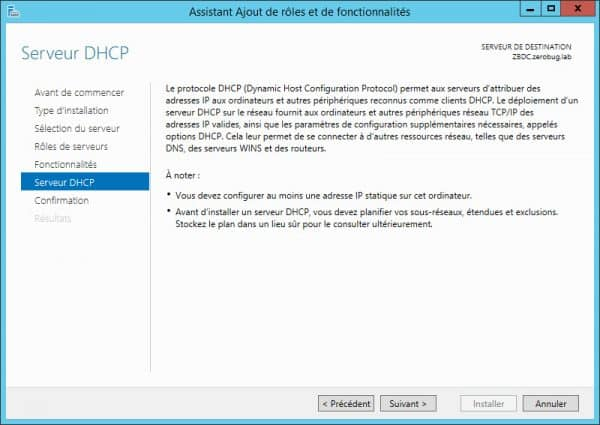 Assistant Ajout de rôles et de fonctionnalités
Serveur DHCP
SERVEUR DE DESTINATION
ZBDC.zerobug.lab
Avant de commencer
Type d'installation
Sélection du serveur
Rôles de serveurs
Fonctionnalités
Serveur DHCP
Confirmation
Résultats
Le protocole DHCP (Dynamic Host Configuration Protocol) permet aux serveurs d'attribuer des
adresses IP aux ordinateurs et autres périphériques reconnus comme clients DHCP. Le déploiement d'un
serveur DHCP sur le réseau fournit aux ordinateurs et autres périphériques réseau TCP/IP des
adresses IP valides, ainsi que les paramètres de configuration supplémentaires nécessaires, appelés
options DHCP. Cela leur permet de se connecter à d'autres ressources réseau, telles que des serveurs
DNS, des serveurs WINS et des routeurs.
À noter :
• Vous devez configurer au moins une adresse IP statique sur cet ordinateur.
• Avant d'installer un serveur DHCP, vous devez planifier vos sous-réseaux, étendues et exclusions.
Stockez le plan dans un lieu sûr pour le consulter ultérieurement.
< Précédent
Suivant >
Installer
Annuler